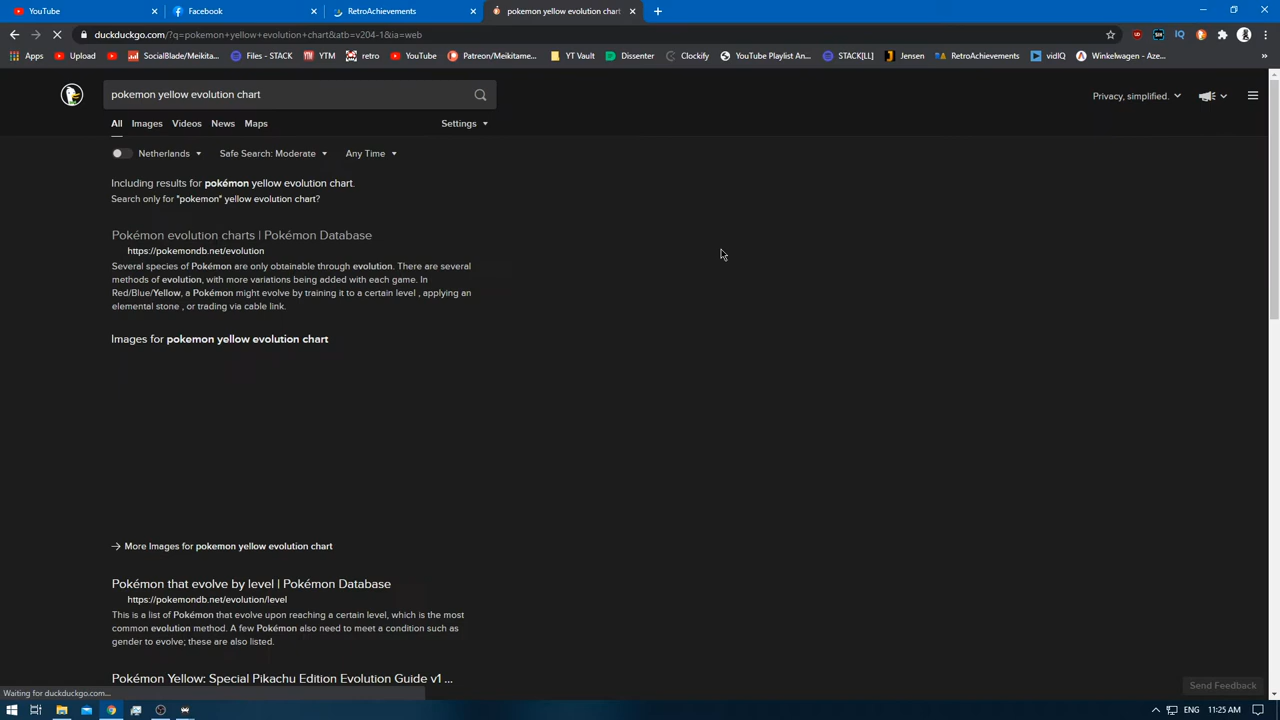 YouTube
Facebook
RetroAchievements
pokemon yellow evolution chart
duckduckgo.com/?q=pokemon+yellow+evolution+chart&atb=v204-1&ia=web
Apps
Upload
SocialBlade/Meikita...
Files - STACK
YTM
retro
YouTube
Patreon/Meikitame...
YT Vault
Dissenter
Clockify
YouTube Playlist An...
STACK[LL]
Jensen
RetroAchievements
vidIQ
Winkelwagen - Aze...
pokemon yellow evolution chart
Privacy, simplified.
All Images Videos News Maps
Settings
Netherlands
Safe Search: Moderate
Any Time
Including results for pokémon yellow evolution chart.
Search only for "pokemon" yellow evolution chart?
Pokémon evolution charts | Pokémon Database
https://pokemondb.net/evolution
Several species of Pokémon are only obtainable through evolution. There are several
methods of evolution, with more variations being added with each game. In
Red/Blue/Yellow, a Pokémon might evolve by training it to a certain level , applying an
elemental stone , or trading via cable link.
Images for pokemon yellow evolution chart
More Images for pokemon yellow evolution chart
Pokémon that evolve by level | Pokémon Database
https://pokemondb.net/evolution/level
This is a list of Pokémon that evolve upon reaching a certain level, which is the most
common evolution method. A few Pokémon also need to meet a condition such as
gender to evolve; these are also listed.
Pokémon Yellow: Special Pikachu Edition Evolution Guide v1 ...
Send Feedback
Waiting for duckduckgo.com...
ENG
11:25 AM